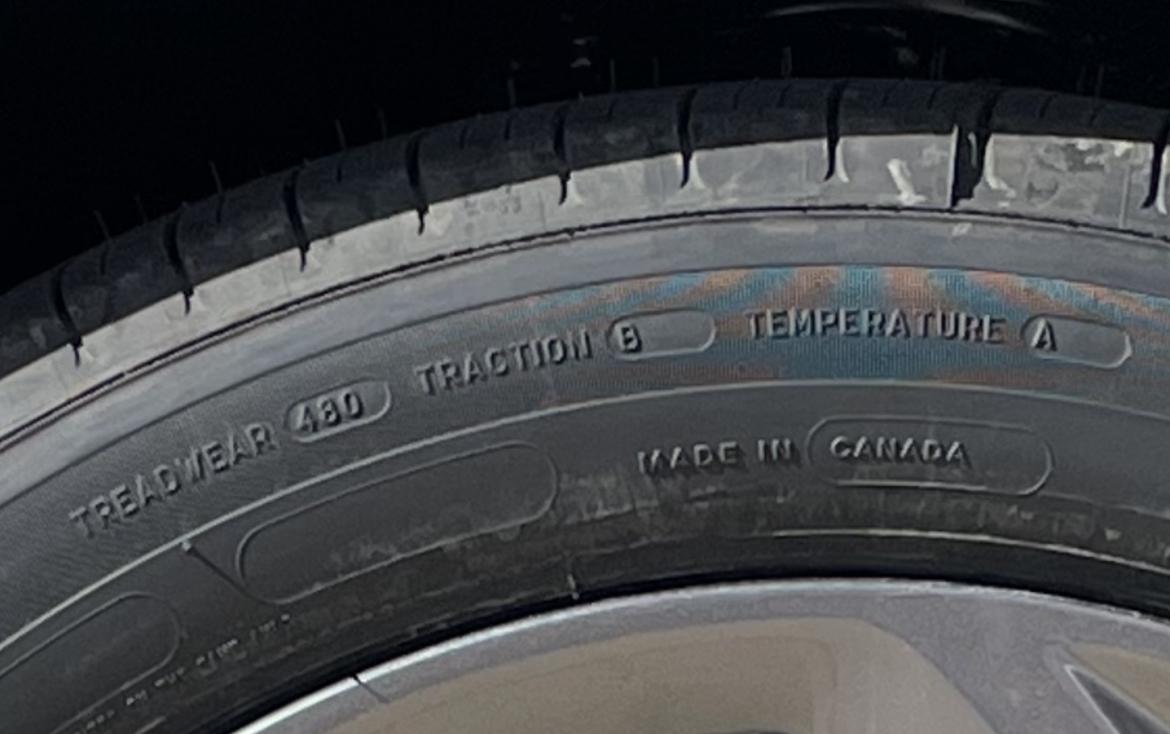 TREADWEAR 480 TRACTION B TEMPERATURE A
MADE IN CANADA